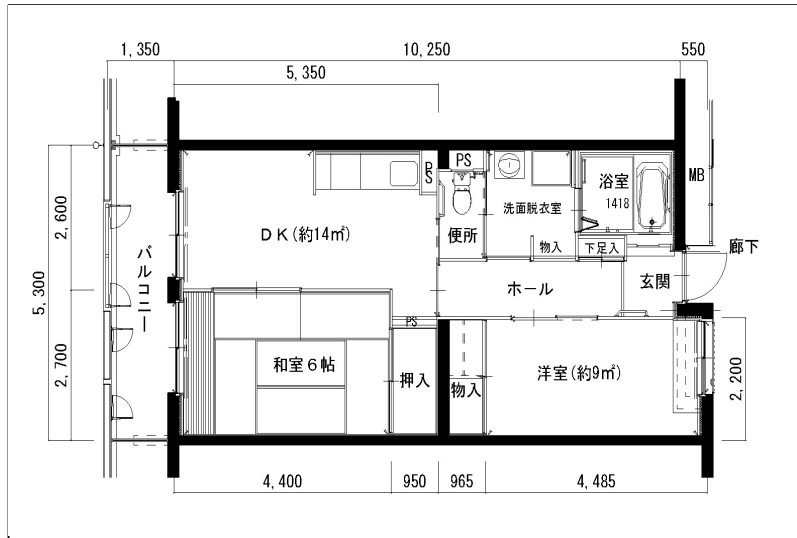 1,350
10,250
550
5,350
PS
PS
浴室
1418
MB
洗面脱衣室
便所
DK(約14㎡)
物入
下足入
廊下
2,600
バルコニー
5,300
ホール
玄関
PS
和室6帖
押入
物入
洋室(約9㎡)
2,700
2,200
4,400
950
965
4,485